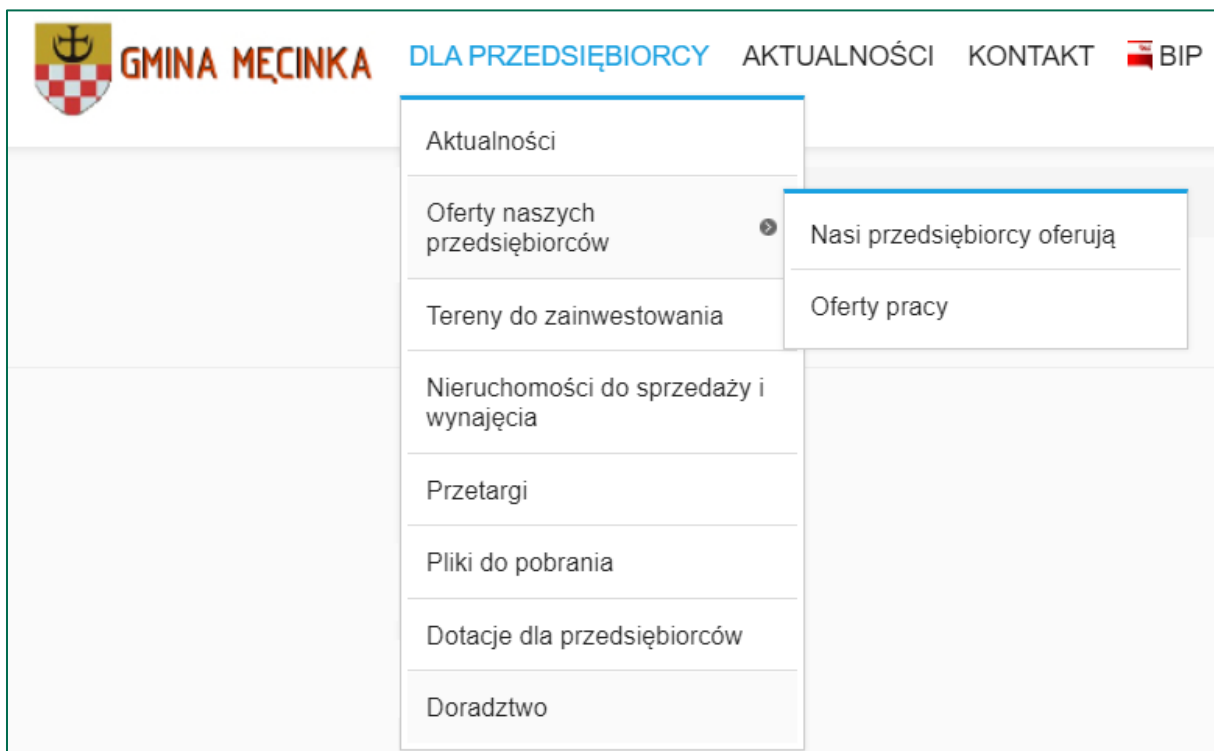 GMINA MĘCINKA
DLA PRZEDSIĘBIORCY
AKTUALNOŚCI
KONTAKT
BIP
Aktualności
Oferty naszych
przedsiębiorców
Nasi przedsiębiorcy oferują
Oferty pracy
Tereny do zainwestowania
Nieruchomości do sprzedaży i
wynajęcia
Przetargi
Pliki do pobrania
Dotacje dla przedsiębiorców
Doradztwo